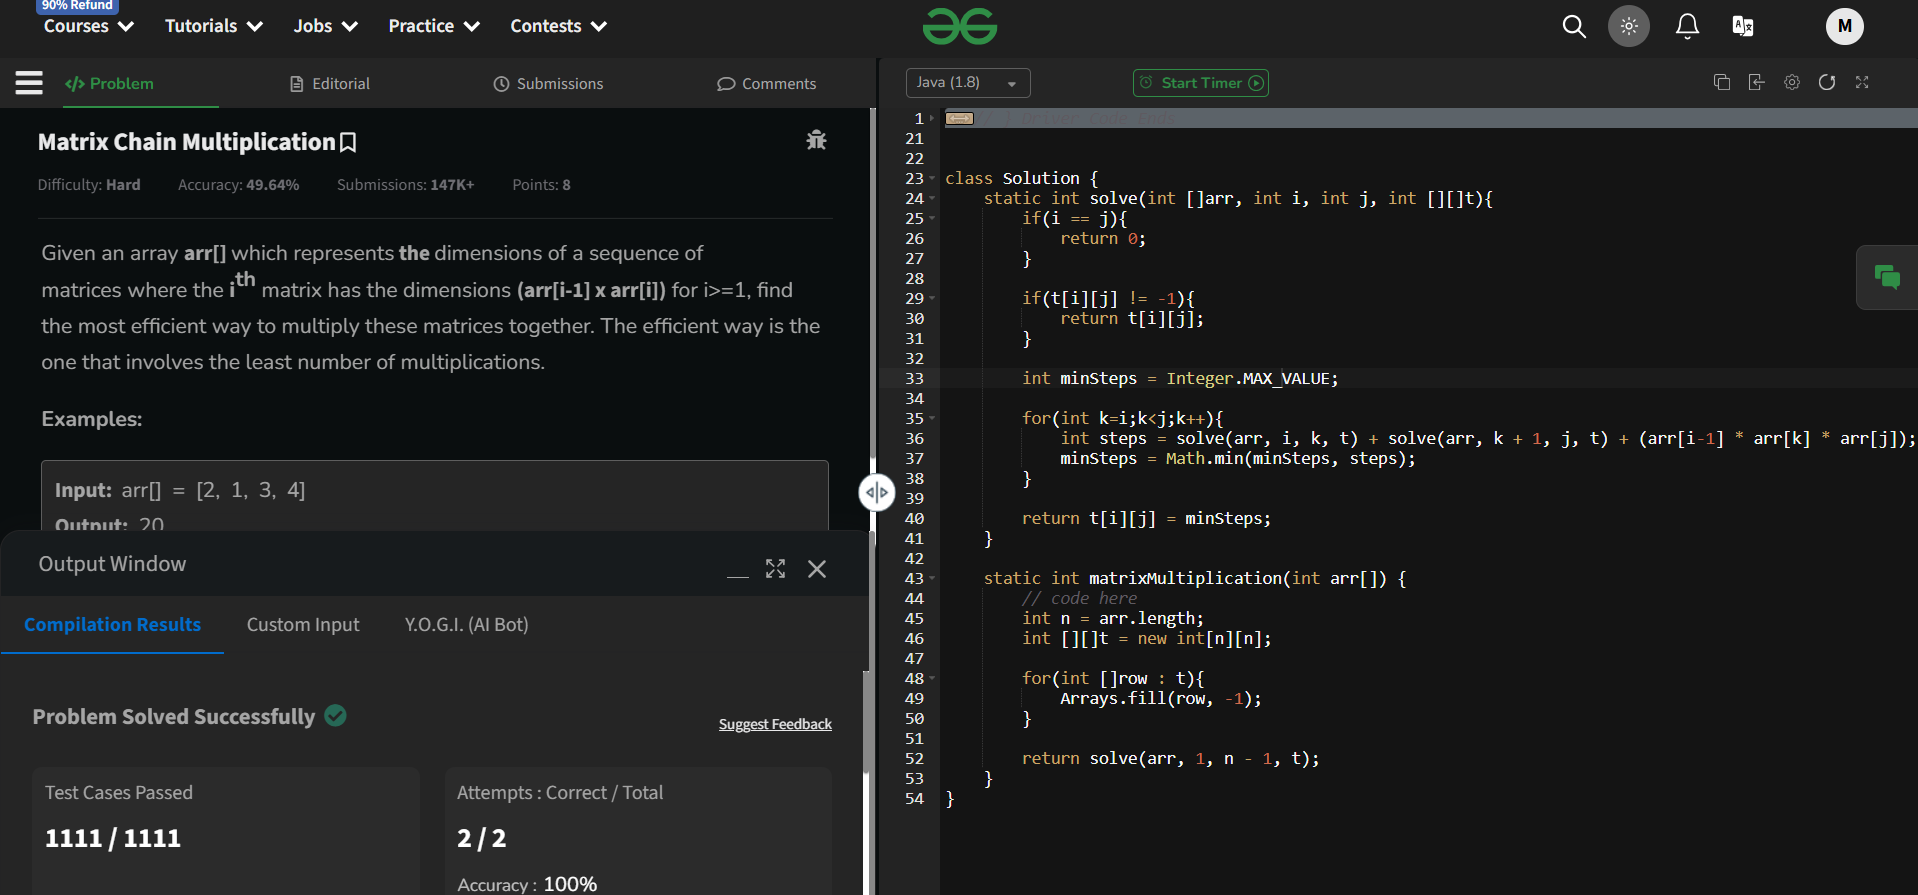 90% Refund
Courses Tutorials Jobs Practice Contests M
Problem Editorial Submissions Comments
Java (1.8) Start Timer
Matrix Chain Multiplication
Difficulty: Hard Accuracy: 49.64% Submissions: 147K+ Points: 8
Given an array arr[] which represents the dimensions of a sequence of
matrices where the ith matrix has the dimensions (arr[i-1] x arr[i]) for i>=1, find
the most efficient way to multiply these matrices together. The efficient way is the
one that involves the least number of multiplications.
Examples:
Input: arr[] = [2, 1, 3, 4]
Output: 20
Output Window
Compilation Results Custom Input Y.O.G.I. (AI Bot)
Problem Solved Successfully
Suggest Feedback
Test Cases Passed
1111 / 1111
Attempts : Correct / Total
2 / 2
Accuracy : 100%
1 // } Driver Code Ends
21
22
23 class Solution {
24     static int solve(int []arr, int i, int j, int [][]t){
25         if(i == j){
26             return 0;
27         }
28
29         if(t[i][j] != -1){
30             return t[i][j];
31         }
32
33         int minSteps = Integer.MAX_VALUE;
34
35         for(int k=i;k<j;k++){
36             int steps = solve(arr, i, k, t) + solve(arr, k + 1, j, t) + (arr[i-1] * arr[k] * arr[j]);
37             minSteps = Math.min(minSteps, steps);
38         }
39
40         return t[i][j] = minSteps;
41     }
42
43     static int matrixMultiplication(int arr[]) {
44         // code here
45         int n = arr.length;
46         int [][]t = new int[n][n];
47
48         for(int []row : t){
49             Arrays.fill(row, -1);
50         }
51
52         return solve(arr, 1, n - 1, t);
53     }
54 }